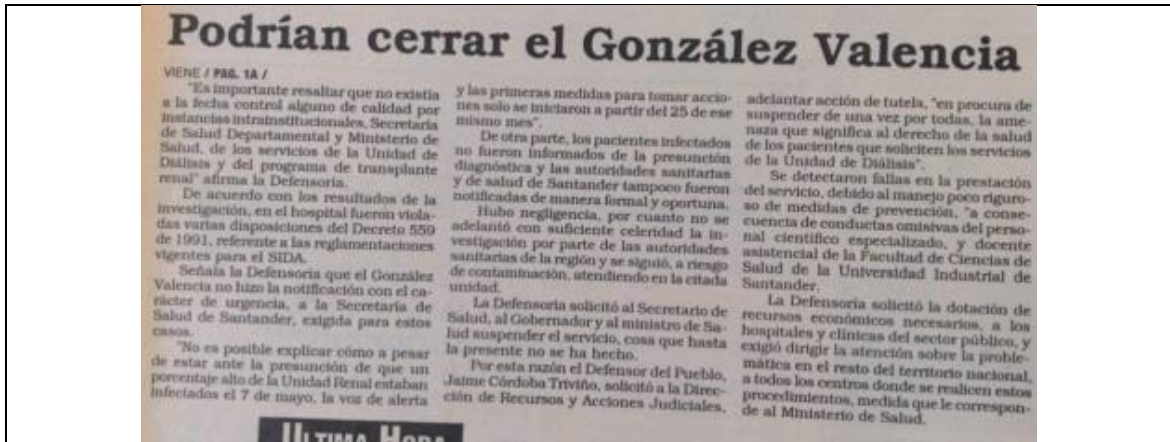 Podrían cerrar el González Valencia
VIENE / PAG. 1A /
"Es importante resaltar que no existía
a la fecha control alguno de calidad por
instancias intrainstitucionales, Secretaría
de Salud Departamental y Ministerio de
Salud, de los servicios de la Unidad de
Diálisis y del programa de transplante
renal" afirma la Defensoría.
De acuerdo con los resultados de la
investigación, en el hospital fueron viola-
das varias disposiciones del Decreto 559
de 1991, referente a las reglamentaciones
vigentes para el SIDA.
Señala la Defensoría que el González
Valencia no hizo la notificación con el ca-
rácter de urgencia, a la Secretaría de
Salud de Santander, exigida para estos
casos.
"No es posible explicar cómo a pesar
de estar ante la presunción de que un
porcentaje alto de la Unidad Renal estaban
infectados el 7 de mayo, la voz de alerta
y las primeras medidas para tomar accio-
nes solo se iniciaron a partir del 25 de ese
mismo mes".
De otra parte, los pacientes infectados
no fueron informados de la presunción
diagnóstica y las autoridades sanitarias
y de salud de Santander tampoco fueron
notificadas de manera formal y oportuna.
Hubo negligencia, por cuanto no se
adelantó con suficiente celeridad la in-
vestigación por parte de las autoridades
sanitarias de la región y se siguió, a riesgo
de contaminación, atendiendo en la citada
unidad.
La Defensoría solicitó al Secretario de
Salud, al Gobernador y al ministro de Sa-
lud suspender el servicio, cosa que hasta
la presente no se ha hecho.
Por esta razón el Defensor del Pueblo,
Jaime Córdoba Triviño, solicitó a la Direc-
ción de Recursos y Acciones Judiciales,
adelantar acción de tutela, "en procura de
suspender de una vez por todas, la ame-
naza que significa al derecho de la salud
de los pacientes que soliciten los servicios
de la Unidad de Diálisis".
Se detectaron fallas en la prestación
del servicio, debido al manejo poco riguro-
so de medidas de prevención, "a conse-
cuencia de conductas omisivas del perso-
nal científico especializado, y docente
asistencial de la Facultad de Ciencias de
Salud de la Universidad Industrial de
Santander.
La Defensoría solicitó la dotación de
recursos económicos necesarios, a los
hospitales y clínicas del sector público, y
exigió dirigir la atención sobre la proble-
mática en el resto del territorio nacional,
a todos los centros donde se realicen estos
procedimientos, medida que le correspon-
de al Ministerio de Salud.
ULTIMA HORA